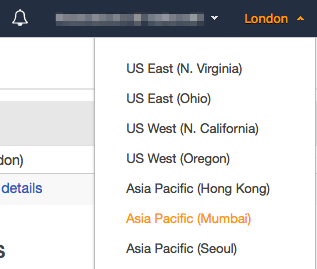 London
US East (N. Virginia)
US East (Ohio)
US West (N. California)
US West (Oregon)
Asia Pacific (Hong Kong)
don)
Asia Pacific (Mumbai)
details
Asia Pacific (Seoul)
s